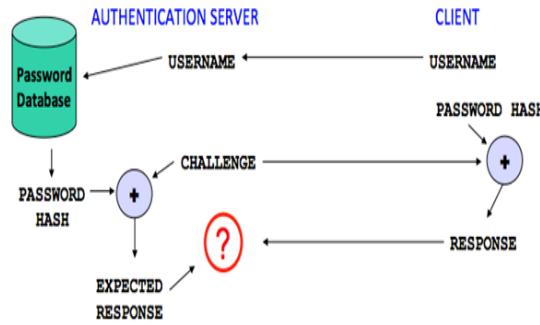 AUTHENTICATION SERVER
CLIENT
USERNAME
USERNAME
Password
Database
PASSWORD HASH
CHALLENGE
+
+
PASSWORD
HASH
?
RESPONSE
EXPECTED
RESPONSE